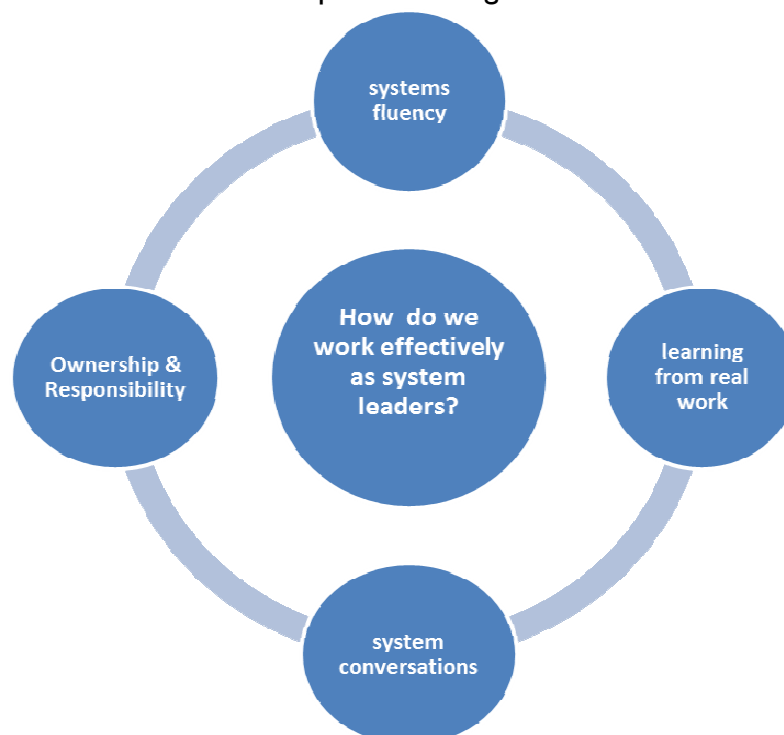 systems
fluency
How do we
work effectively
as system
leaders?
Ownership &
Responsibility
learning
from real
work
system
conversations